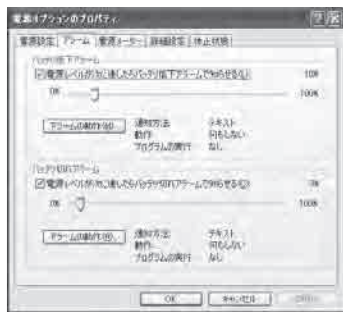 電源オプションのプロパティ
電源設定 アラーム 電源メーター 詳細設定 休止状態
バッテリ低下アラーム
電源レベルが次に達したらバッテリ低下アラームで知らせる(L) 10%
0% 100%
アラームの動作(A)... 通知方法 テキスト
動作 何もしない
プログラムの実行 なし
バッテリ切れアラーム
電源レベルが次に達したらバッテリ切れアラームで知らせる(C)
0% 100%
アラームの動作(M)... 通知方法 テキスト
動作 何もしない
プログラムの実行 なし
OK キャンセル